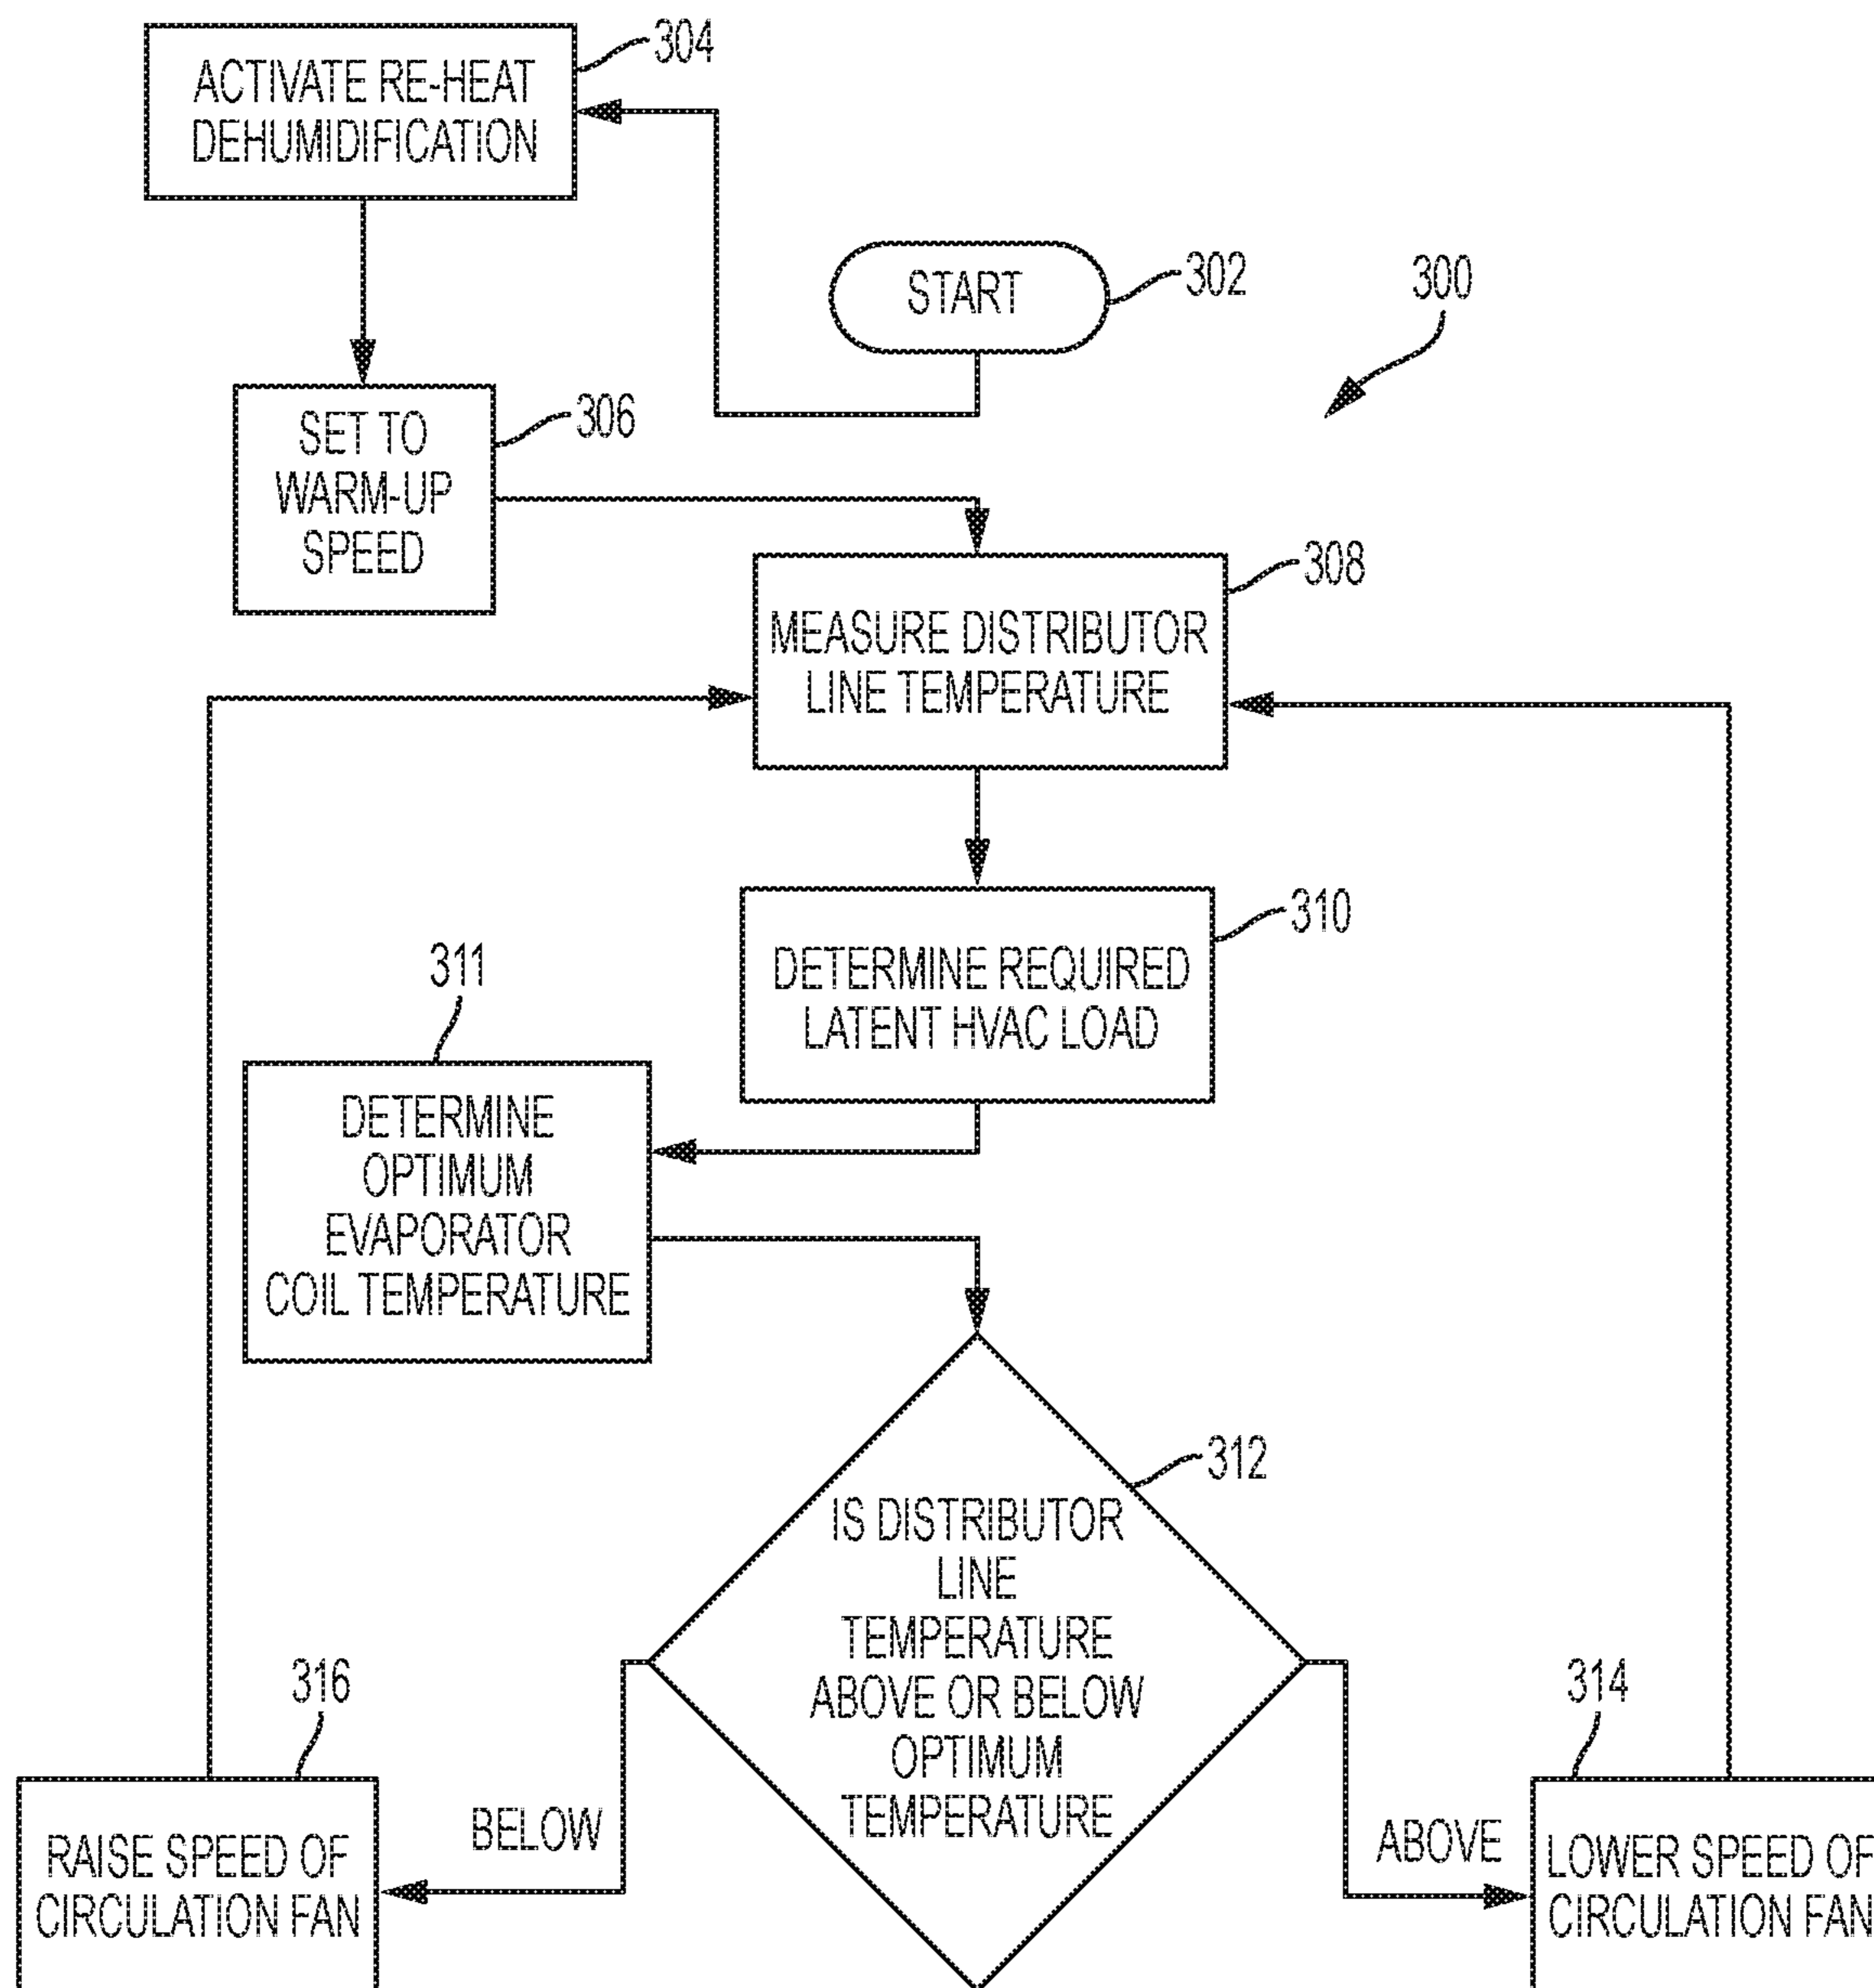 304
ACTIVATE RE-HEAT
DEHUMIDIFICATION
START
302
300
306
SET TO
WARM-UP
SPEED
308
MEASURE DISTRIBUTOR
LINE TEMPERATURE
310
DETERMINE REQUIRED
LATENT HVAC LOAD
311
DETERMINE
OPTIMUM
EVAPORATOR
COIL TEMPERATURE
312
IS DISTRIBUTOR
LINE
TEMPERATURE
ABOVE OR BELOW
OPTIMUM
TEMPERATURE
316
BELOW
RAISE SPEED OF
CIRCULATION FAN
314
ABOVE
LOWER SPEED OF
CIRCULATION FAN